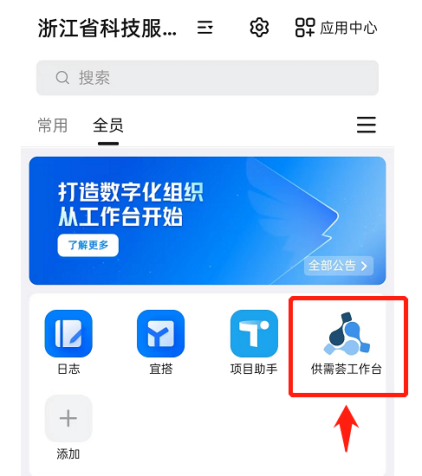 浙江省科技服...
应用中心
搜索
常用
全员
打造数字化组织
从工作台开始
了解更多
全部公告
日志
宜搭
项目助手
供需荟工作台
添加